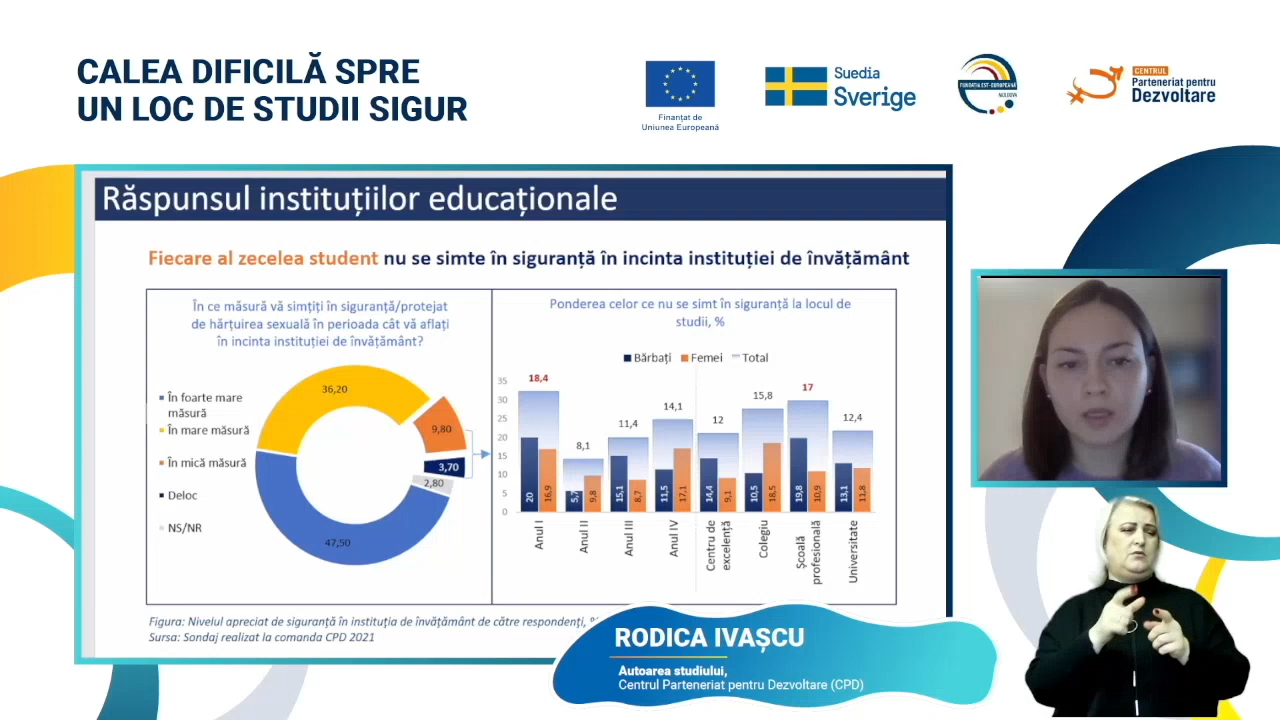 CALEA DIFICILĂ SPRE
UN LOC DE STUDII SIGUR
Finanțat de
Uniunea Europeană
Suedia
Sverige
FUNDAȚIA EST-EUROPEANĂ
MOLDOVA
CENTRUL
Parteneriat pentru
Dezvoltare
Răspunsul instituțiilor educaționale
Fiecare al zecelea student nu se simte în siguranță în incinta instituției de învățământ
În ce măsură vă simțiți în siguranță/protejat
de hărțuirea sexuală în perioada cât vă aflați
în incinta instituției de învățământ?
În foarte mare
măsură
În mare măsură
În mică măsură
Deloc
NS/NR
36,20
9,80
3,70
2,80
47,50
Ponderea celor ce nu se simt în siguranță la locul de
studii, %
Bărbați Femei Total
35
30
25
20
15
10
5
0
18,4
8,1
11,4
14,1
12
15,8
17
12,4
20
16,9
5,7
9,8
15,1
8,7
11,5
17,1
14,4
9,1
10,5
18,5
19,8
10,9
13,1
11,8
Anul I
Anul II
Anul III
Anul IV
Centru de
excelență
Colegiu
Școală
profesională
Universitate
Figura: Nivelul apreciat de siguranță în instituția de învățământ de către respondenți, %
Sursa: Sondaj realizat la comanda CPD 2021
RODICA IVAȘCU
Autoarea studiului,
Centrul Parteneriat pentru Dezvoltare (CPD)